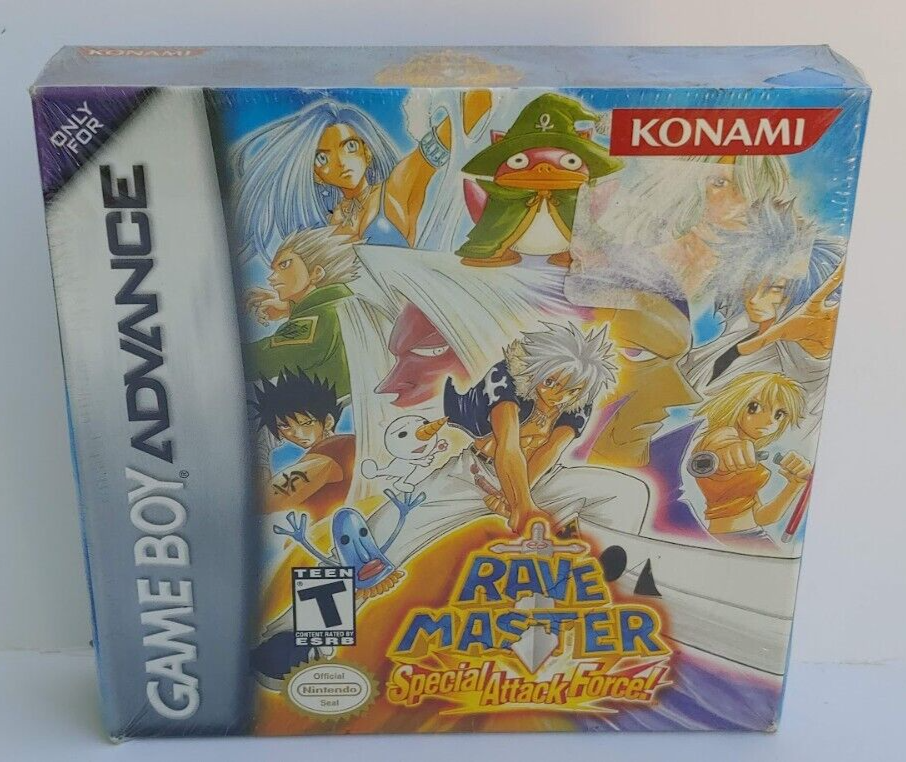 KONAMI
ONLY
FOR
GAME BOY ADVANCE
®
KONAMI
TEEN
T
®
CONTENT RATED BY
ESRB
Official
Nintendo
Seal
RAVE
MASTER
Special Attack Force!